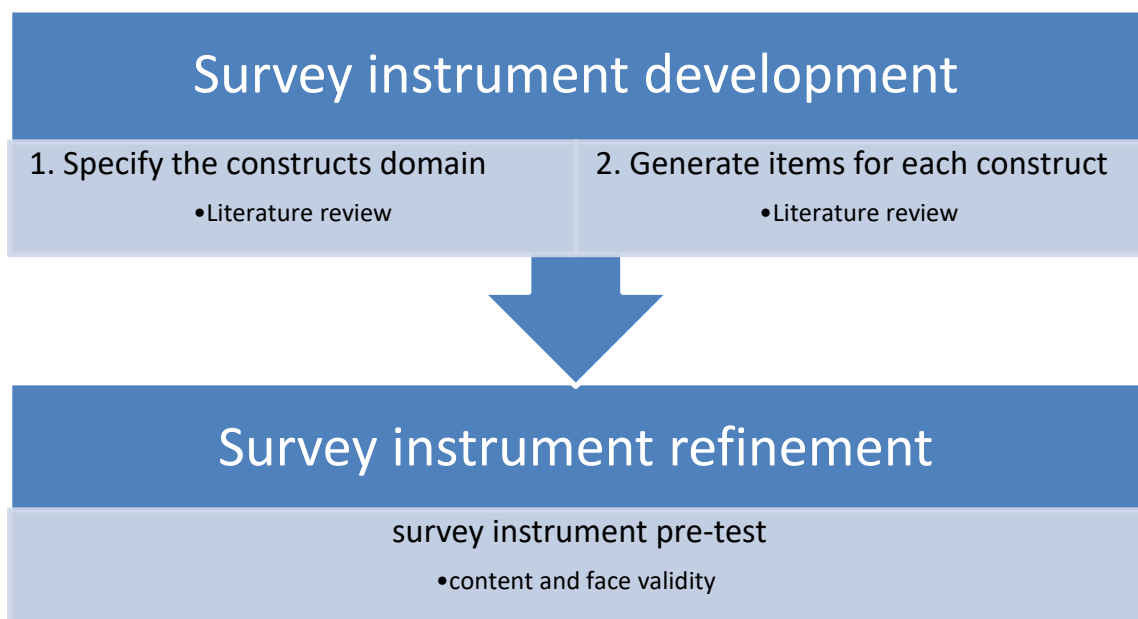 Survey instrument development
1. Specify the constructs domain
•Literature review
2. Generate items for each construct
•Literature review
Survey instrument refinement
survey instrument pre-test
•content and face validity